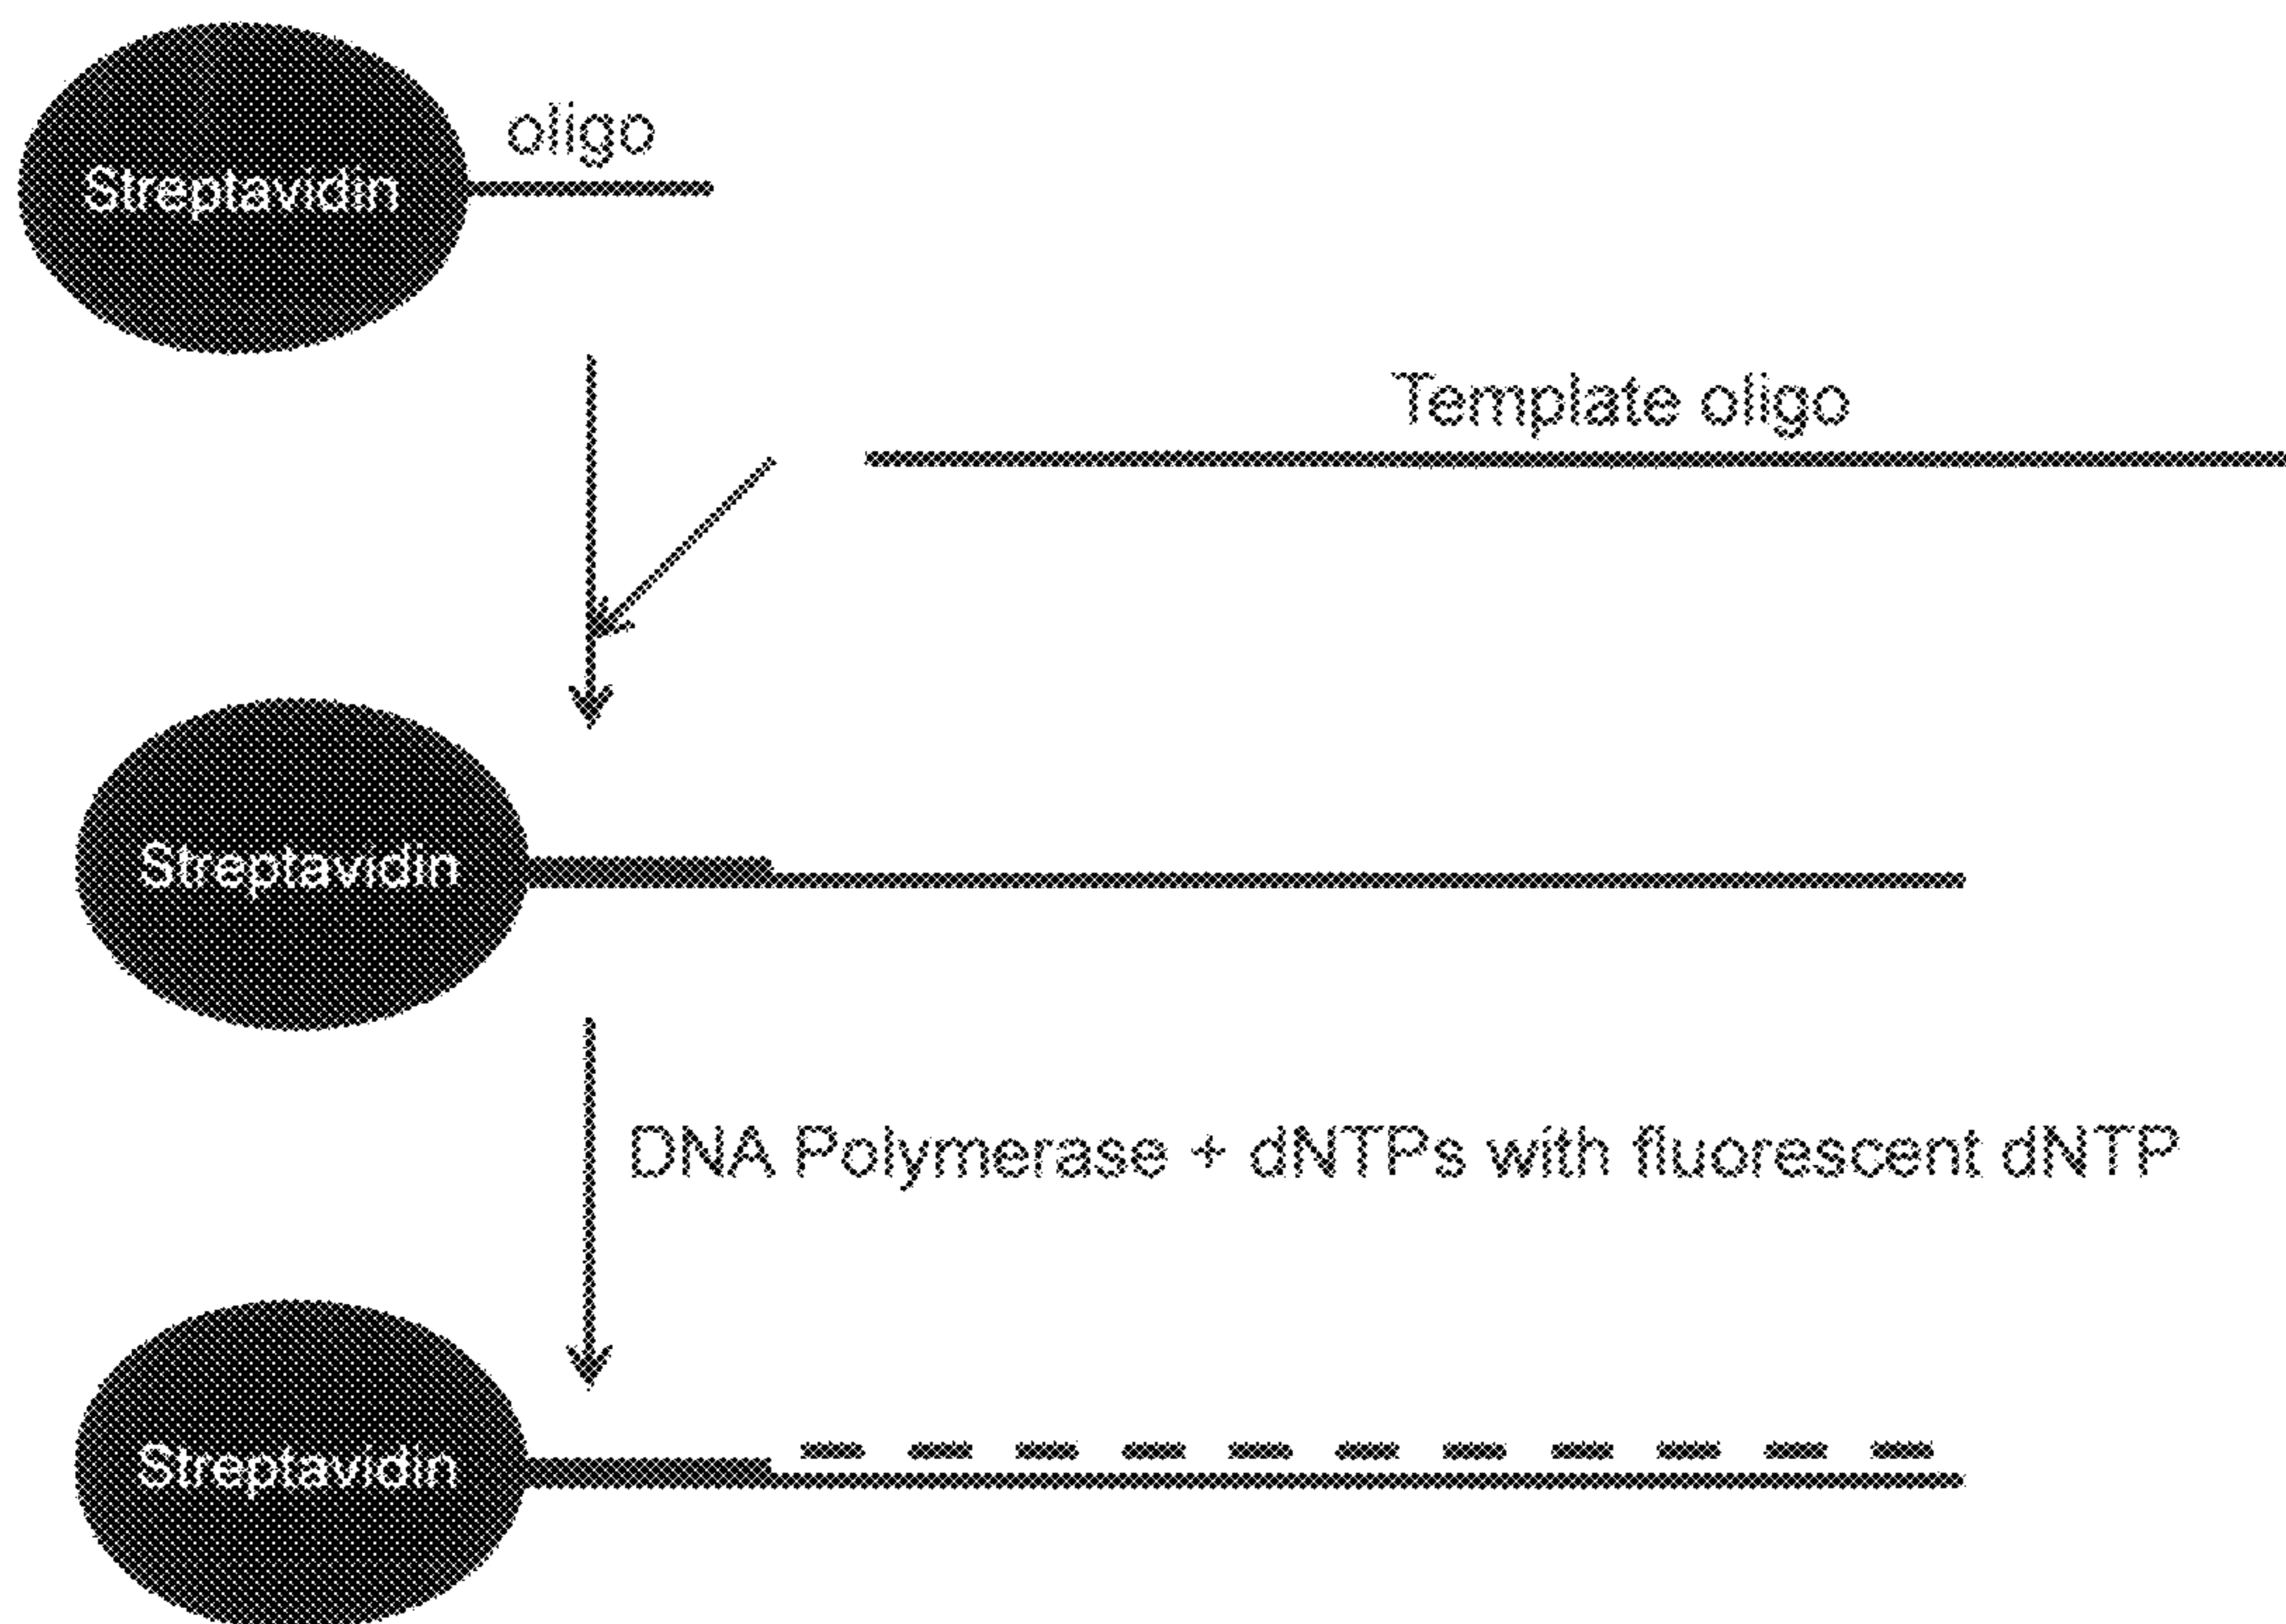 oligo
Streptavidin
Template oligo
Streptavidin
DNA Polymerase + dNTPs with fluorescent dNTP
Streptavidin